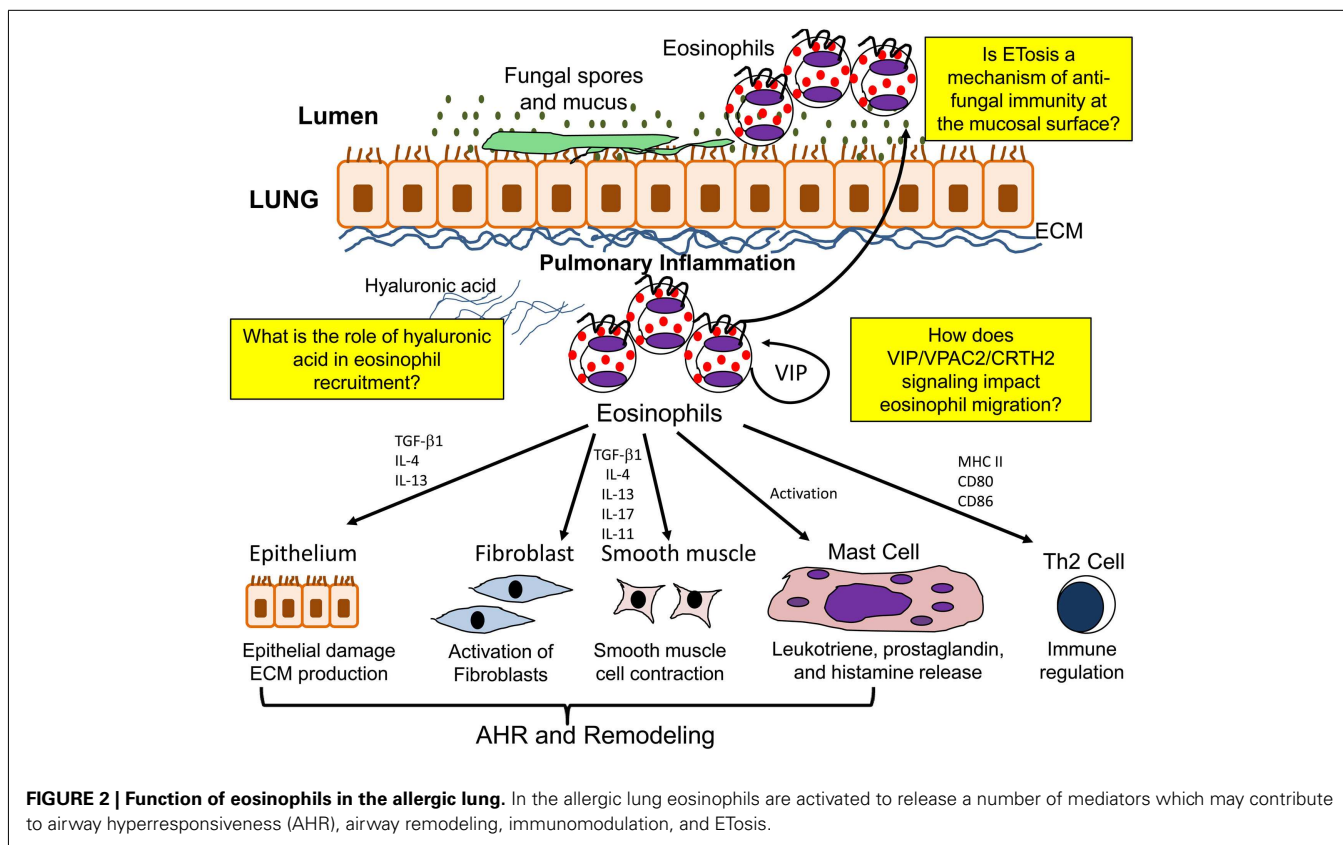 Eosinophils
Is ETosis a
mechanism of anti-
fungal immunity at
the mucosal surface?
Fungal spores
and mucus
Lumen
LUNG
ECM
Pulmonary Inflammation
Hyaluronic acid
What is the role of hyaluronic
acid in eosinophil
recruitment?
VIP
How does
VIP/VPAC2/CRTH2
signaling impact
eosinophil migration?
Eosinophils
TGF-β1
IL-4
IL-13
TGF-β1
IL-4
IL-13
IL-17
IL-11
Activation
MHC II
CD80
CD86
Epithelium
Fibroblast
Smooth muscle
Mast Cell
Th2 Cell
Epithelial damage
ECM production
Activation of
Fibroblasts
Smooth muscle
cell contraction
Leukotriene, prostaglandin,
and histamine release
Immune
regulation
AHR and Remodeling
FIGURE 2 | Function of eosinophils in the allergic lung. In the allergic lung eosinophils are activated to release a number of mediators which may contribute
to airway hyperresponsiveness (AHR), airway remodeling, immunomodulation, and ETosis.